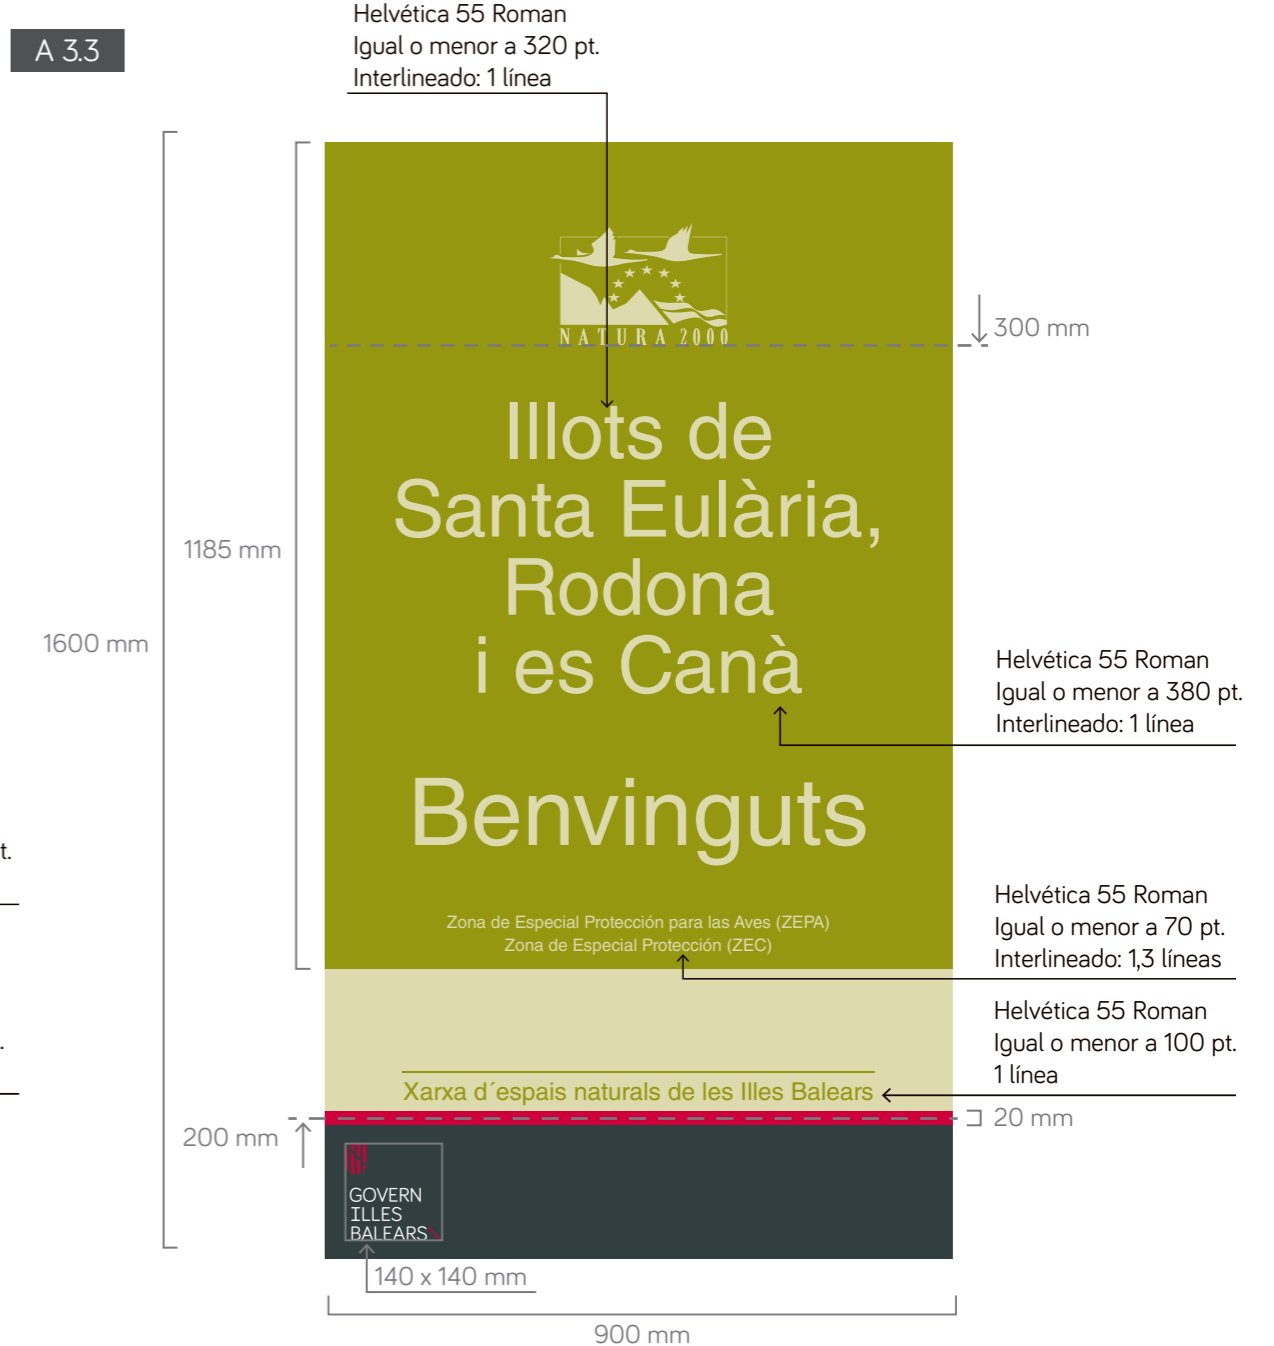 A 3.3
Helvética 55 Roman
Igual o menor a 320 pt.
Interlineado: 1 línea
300 mm
NATURA 2000
Illots de
Santa Eulària,
Rodona
i es Canà
1185 mm
1600 mm
Helvética 55 Roman
Igual o menor a 380 pt.
Interlineado: 1 línea
Benvinguts
t.
Zona de Especial Protección para las Aves (ZEPA)
Zona de Especial Protección (ZEC)
Helvética 55 Roman
Igual o menor a 70 pt.
Interlineado: 1,3 líneas
Helvética 55 Roman
Igual o menor a 100 pt.
1 línea
.
Xarxa d´espais naturals de les Illes Balears
20 mm
200 mm
GOVERN
ILLES
BALEARS
140 x 140 mm
900 mm